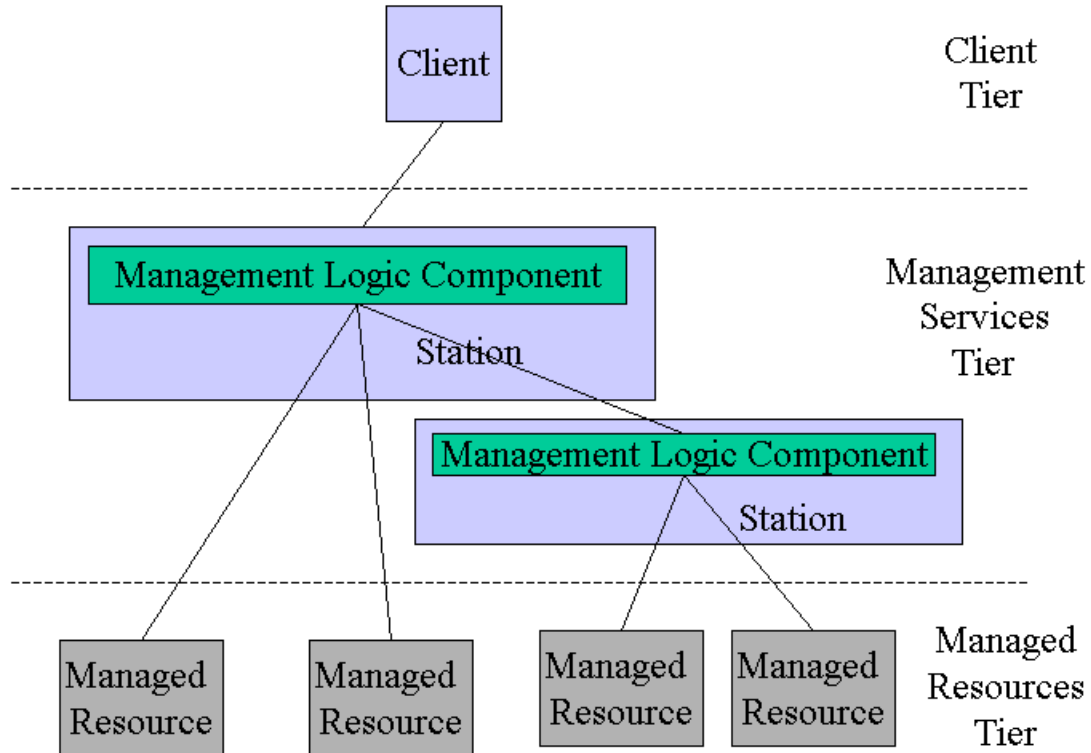 Client
Client
Tier
Management Logic Component
Station
Management
Services
Tier
Management Logic Component
Station
Managed
Resource
Managed
Resource
Managed
Resource
Managed
Resource
Managed
Resources
Tier